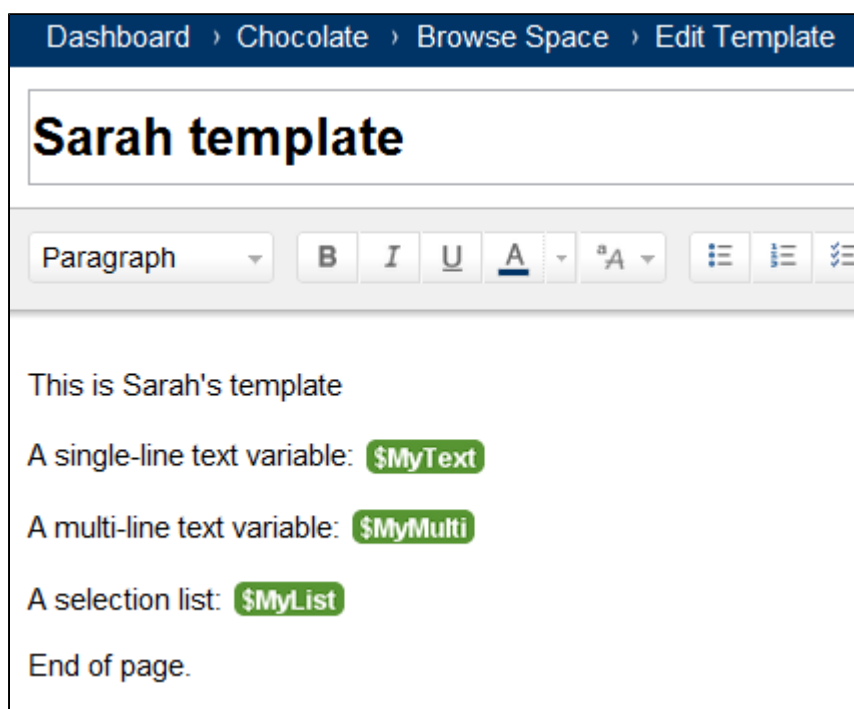 Dashboard › Chocolate › Browse Space › Edit Template
Sarah template
Paragraph B I U A aA
This is Sarah's template
A single-line text variable: $MyText
A multi-line text variable: $MyMulti
A selection list: $MyList
End of page.